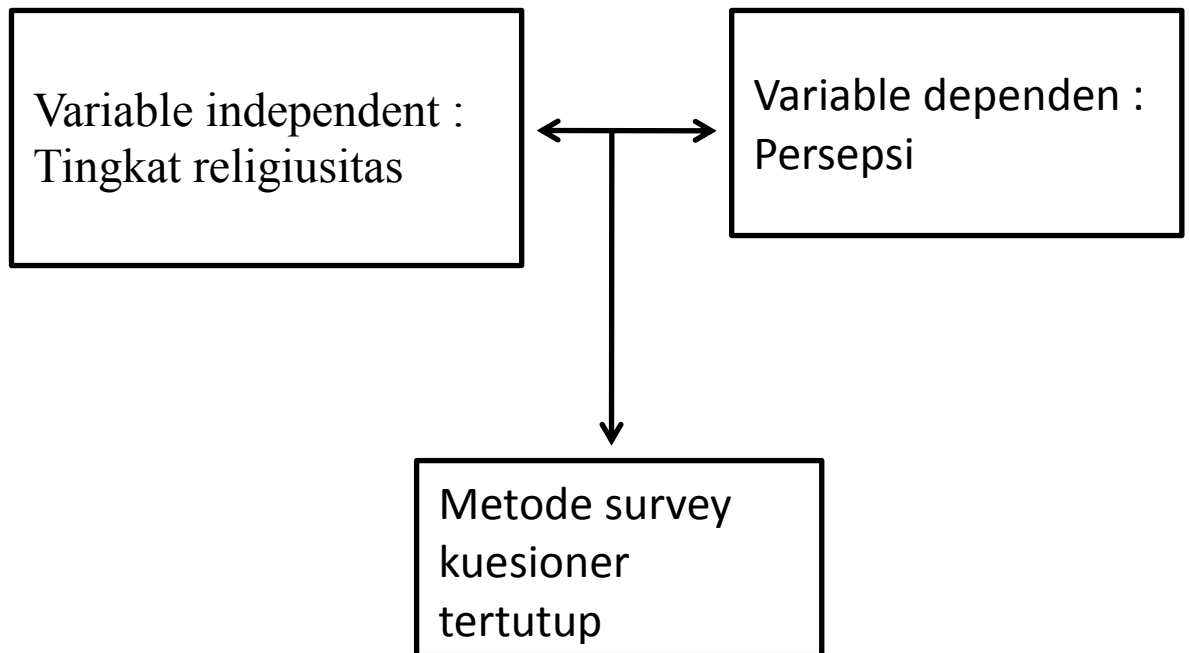 Variable independent :
Tingkat religiusitas
Variable dependen :
Persepsi
Metode survey
kuesioner
tertutup